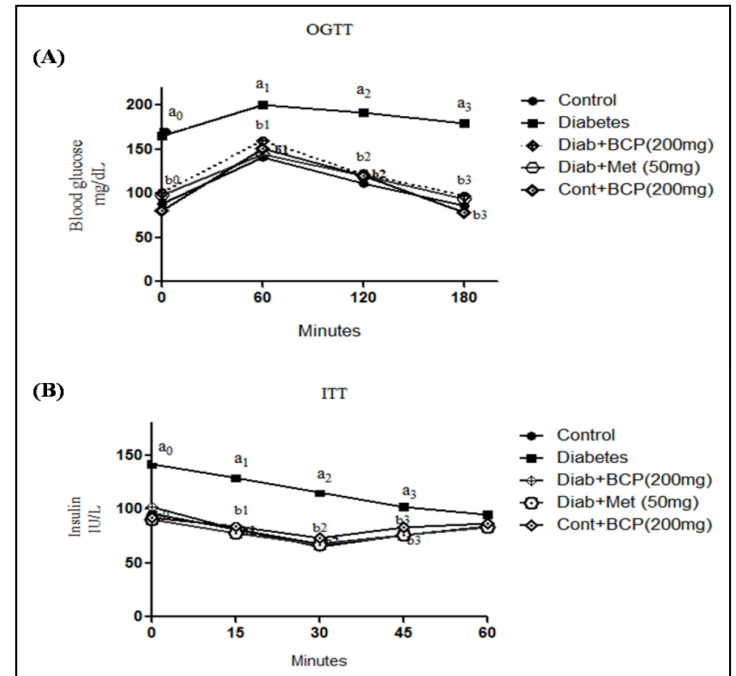 OGTT
(A)
200
150
100
50
0
Blood glucose
mg/dL
a0
a1
a2
a3
b0
b1
b1
b2
b2
b3
b3
0 60 120 180
Minutes
Control
Diabetes
Diab+BCP(200mg)
Diab+Met (50mg)
Cont+BCP(200mg)
(B)
ITT
150
100
50
0
Insulin
IU/L
a0
a1
a2
a3
b1
b2
b3
b3
0 15 30 45 60
Minutes
Control
Diabetes
Diab+BCP(200mg)
Diab+Met (50mg)
Cont+BCP(200mg)